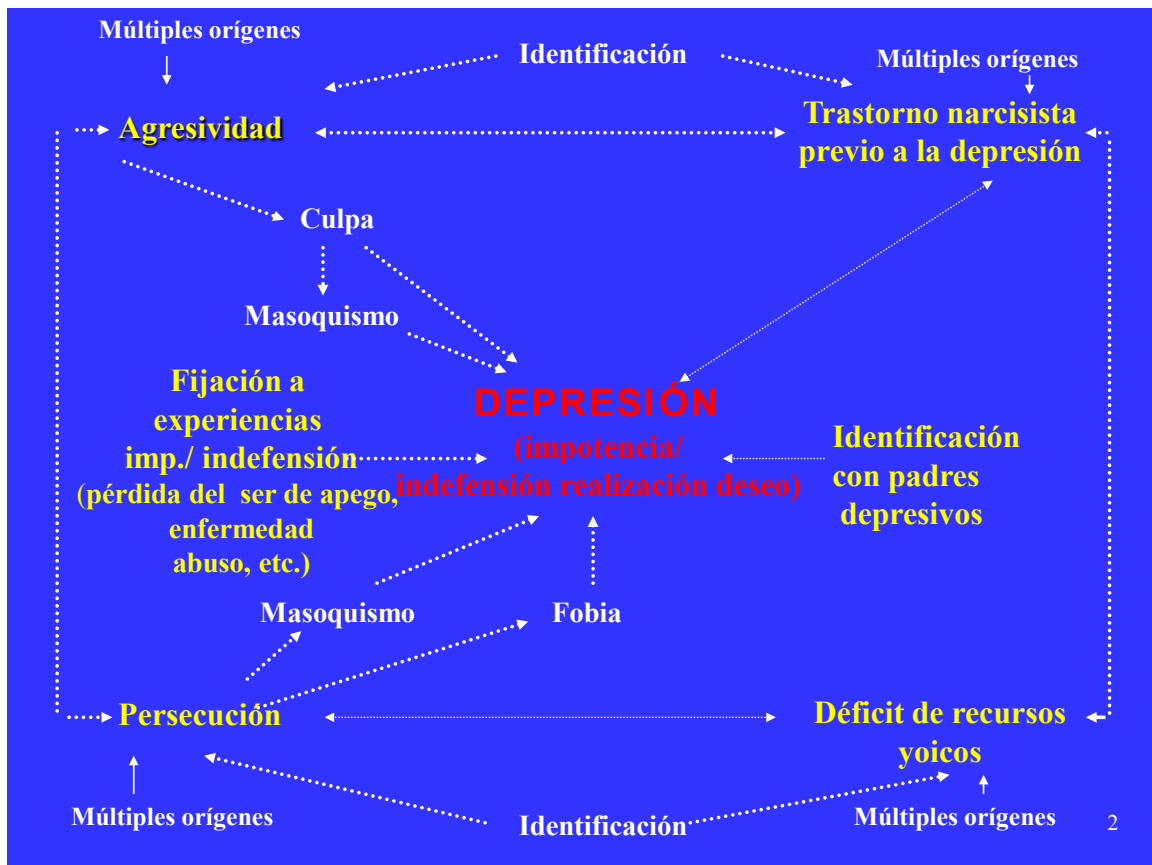 Múltiples orígenes
Identificación
Múltiples orígenes
Agresividad
Trastorno narcisista
previo a la depresión
Culpa
Masoquismo
Fijación a
experiencias
imp./ indefensión
(pérdida del ser de apego,
enfermedad
abuso, etc.)
DEPRESIÓN
(impotencia/
indefensión realización deseo)
Identificación
con padres
depresivos
Masoquismo
Fobia
Persecución
Déficit de recursos
yoicos
Múltiples orígenes
Identificación
Múltiples orígenes
2